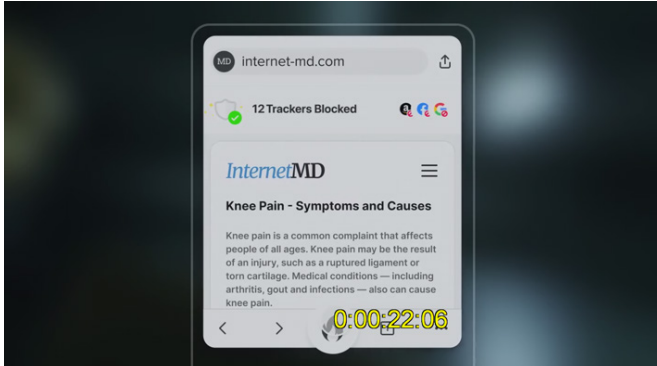 MD internet-md.com
12 Trackers Blocked
InternetMD
Knee Pain - Symptoms and Causes
Knee pain is a common complaint that affects
people of all ages. Knee pain may be the result
of an injury, such as a ruptured ligament or
torn cartilage. Medical conditions — including
arthritis, gout and infections — also can cause
knee pain.
0:00:22:06